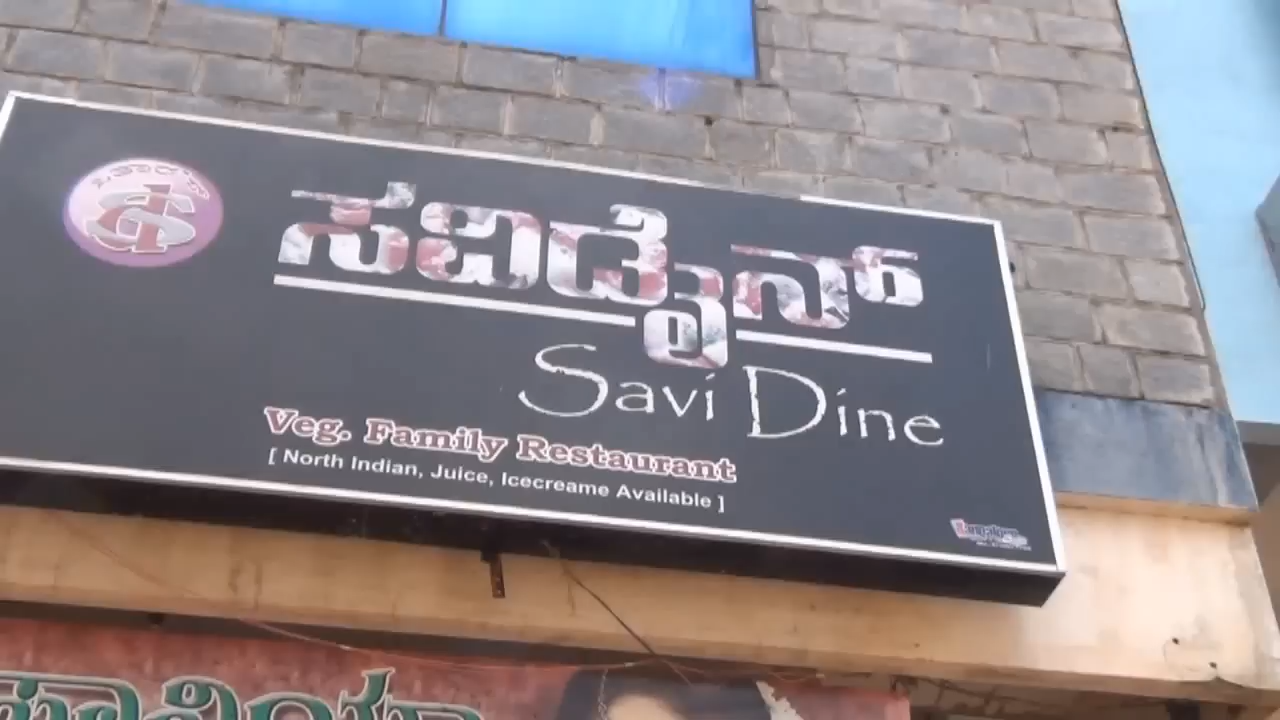 ಸವಿಡೈನ್
Savi Dine
Veg. Family Restaurant
[ North Indian, Juice, Icecreame Available ]